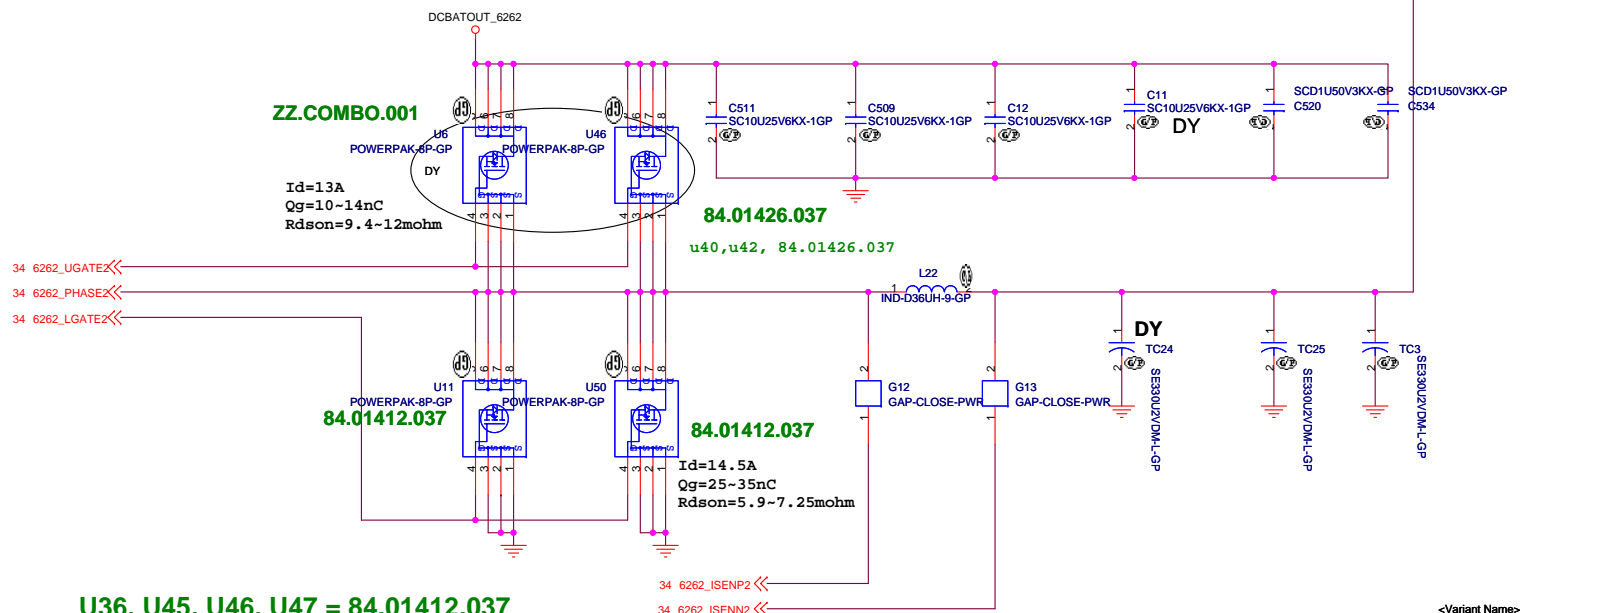 DCBATOUT_6262
ZZ.COMBO.001
U6
POWERPAK-8P-GP
DY
U46
POWERPAK-8P-GP
Id=13A
Qg=10~14nC
Rdson=9.4~12mohm
84.01426.037
u40,u42, 84.01426.037
C511
SC10U25V6KX-1GP
C509
SC10U25V6KX-1GP
C12
SC10U25V6KX-1GP
C11
SC10U25V6KX-1GP
DY
SCD1U50V3KX-GP
C520
SCD1U50V3KX-GP
C534
34 6262_UGATE2
34 6262_PHASE2
34 6262_LGATE2
L22
IND-D36UH-9-GP
U11
POWERPAK-8P-GP
84.01412.037
U50
POWERPAK-8P-GP
84.01412.037
Id=14.5A
Qg=25~35nC
Rdson=5.9~7.25mohm
G12
GAP-CLOSE-PWR
G13
GAP-CLOSE-PWR
DY
TC24
SE330U2VDM-L-GP
TC25
SE330U2VDM-L-GP
TC3
SE330U2VDM-L-GP
34 6262_ISENP2
34 6262_ISENN2
U36, U45, U46, U47 = 84.01412.037
<Variant Name>